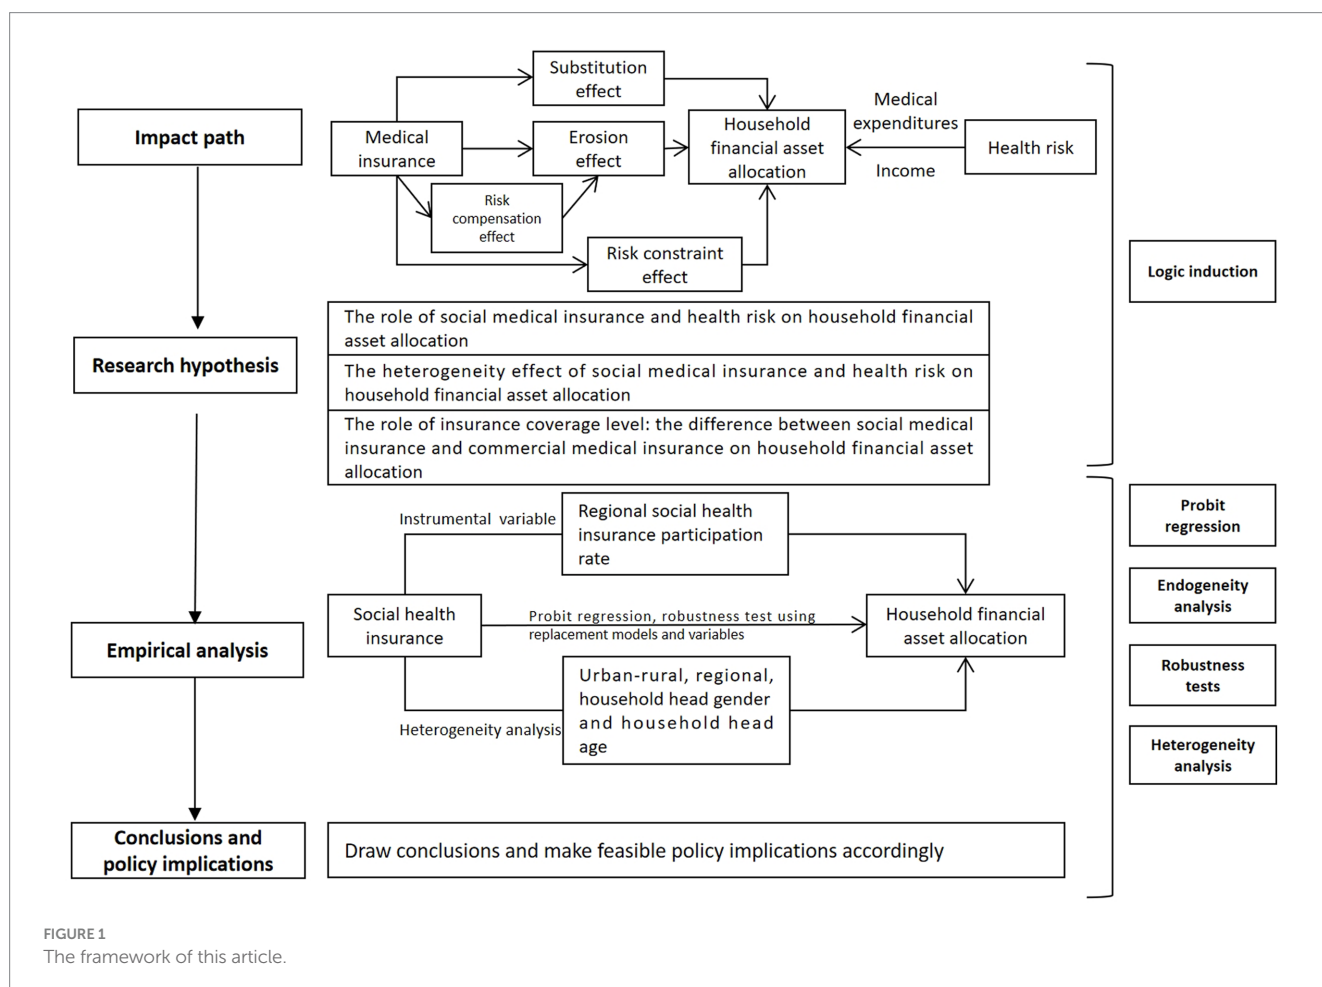 Impact path
Medical
insurance
Substitution
effect
Erosion
effect
Risk
compensation
effect
Risk constraint
effect
Household
financial asset
allocation
Medical
expenditures
Income
Health risk
Logic induction
Research hypothesis
The role of social medical insurance and health risk on household financial
asset allocation
The heterogeneity effect of social medical insurance and health risk on
household financial asset allocation
The role of insurance coverage level: the difference between social medical
insurance and commercial medical insurance on household financial asset
allocation
Empirical analysis
Social health
insurance
Instrumental variable
Regional social health
insurance participation
rate
Probit regression, robustness test using
replacement models and variables
Heterogeneity analysis
Urban-rural, regional,
household head gender
and household head
age
Household financial
asset allocation
Probit
regression
Endogeneity
analysis
Robustness
tests
Heterogeneity
analysis
Conclusions and
policy implications
Draw conclusions and make feasible policy implications accordingly
FIGURE 1
The framework of this article.